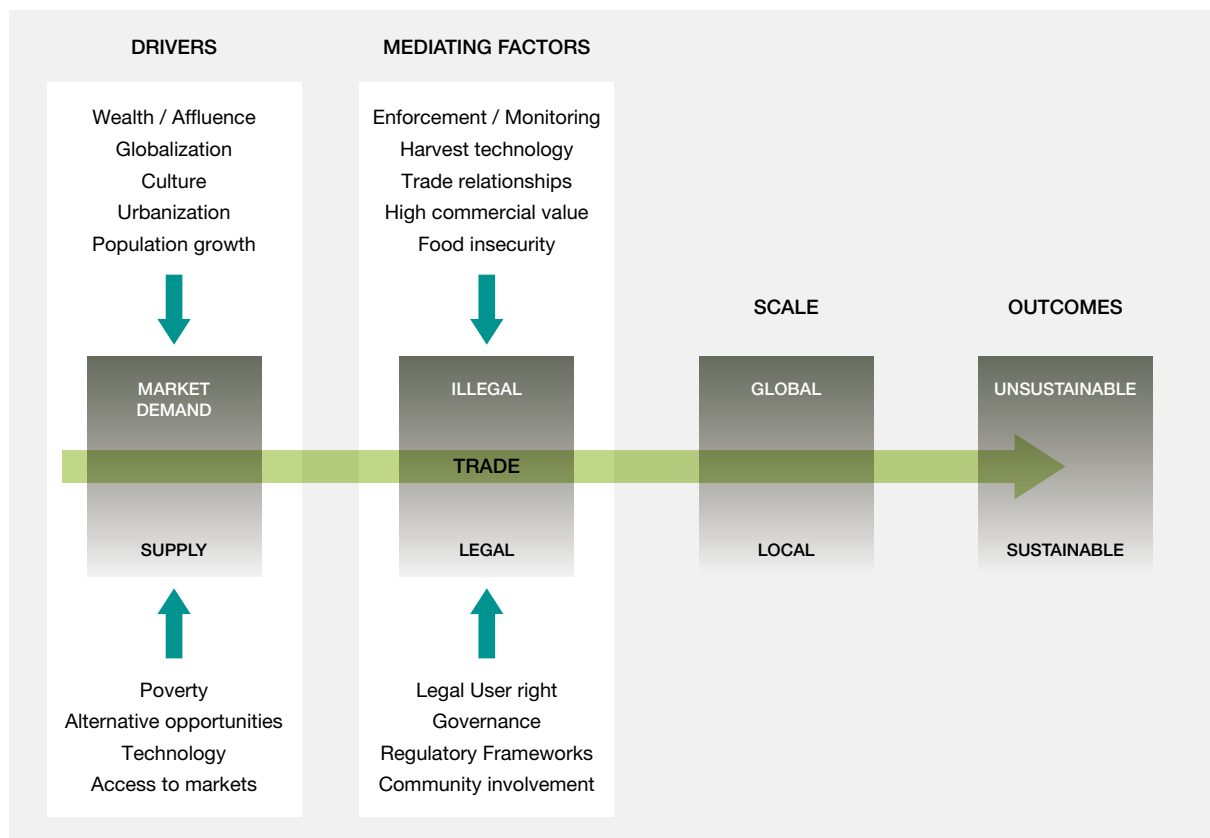 DRIVERS
Wealth / Affluence
Globalization
Culture
Urbanization
Population growth
MARKET
DEMAND
SUPPLY
Poverty
Alternative opportunities
Technology
Access to markets
MEDIATING FACTORS
Enforcement / Monitoring
Harvest technology
Trade relationships
High commercial value
Food insecurity
ILLEGAL
TRADE
LEGAL
Legal User right
Governance
Regulatory Frameworks
Community involvement
SCALE
GLOBAL
LOCAL
OUTCOMES
UNSUSTAINABLE
SUSTAINABLE